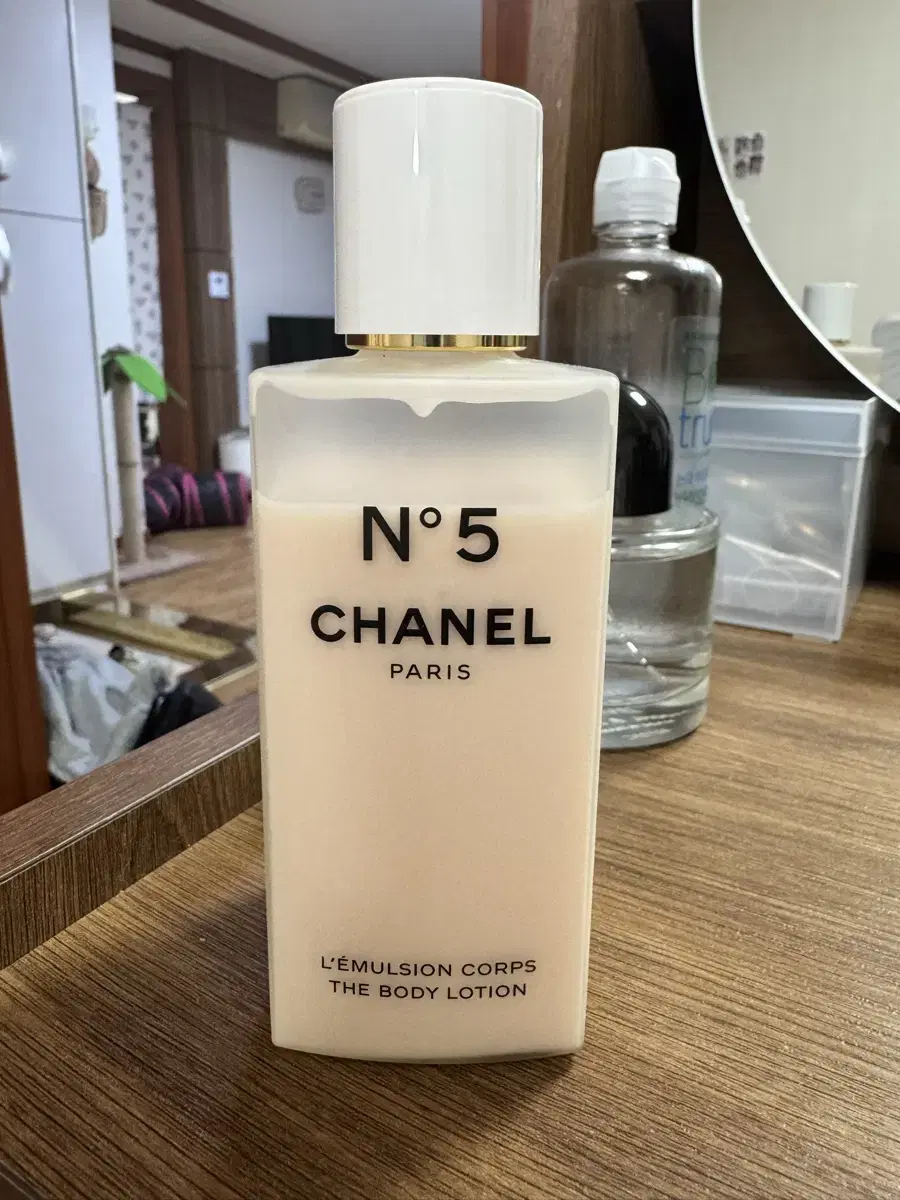 N°5
CHANEL
PARIS
L'ÉMULSION CORPS
THE BODY LOTION